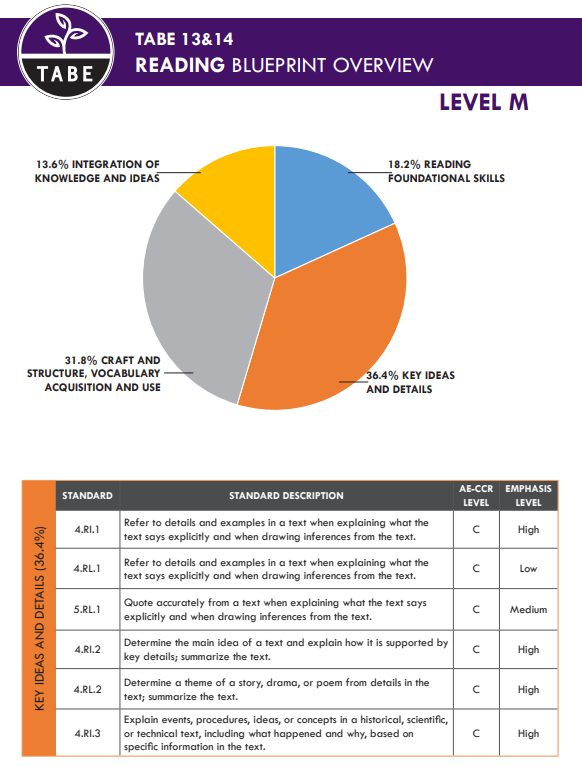 TABE
TABE 13&14
READING BLUEPRINT OVERVIEW
LEVEL M
13.6% INTEGRATION OF
KNOWLEDGE AND IDEAS
18.2% READING
FOUNDATIONAL SKILLS
31.8% CRAFT AND
STRUCTURE, VOCABULARY
ACQUISITION AND USE
36.4% KEY IDEAS
AND DETAILS
KEY IDEAS AND DETAILS (36.4%)
STANDARD
STANDARD DESCRIPTION
AE-CCR
LEVEL
EMPHASIS
LEVEL
4.RI.1
Refer to details and examples in a text when explaining what the
text says explicitly and when drawing inferences from the text.
C
High
4.RL.1
Refer to details and examples in a text when explaining what the
text says explicitly and when drawing inferences from the text.
C
Low
5.RL.1
Quote accurately from a text when explaining what the text says
explicitly and when drawing inferences from the text.
C
Medium
4.RI.2
Determine the main idea of a text and explain how it is supported by
key details; summarize the text.
C
High
4.RL.2
Determine a theme of a story, drama, or poem from details in the
text; summarize the text.
C
High
4.RI.3
Explain events, procedures, ideas, or concepts in a historical, scientific,
or technical text, including what happened and why, based on
specific information in the text.
C
High